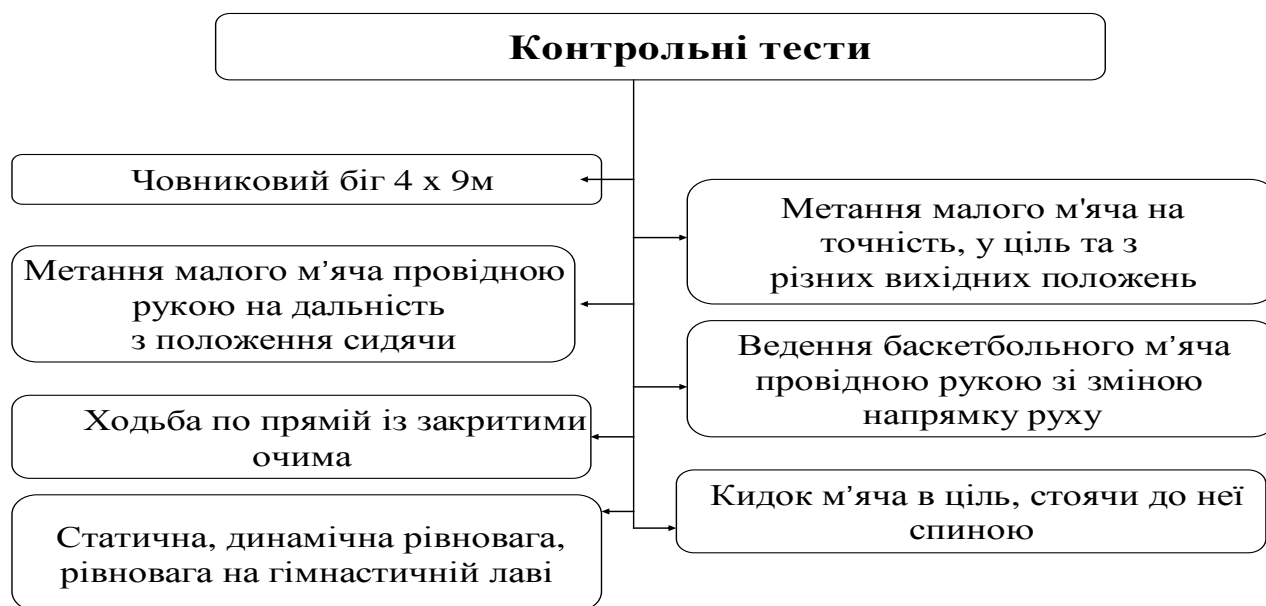 Контрольні тести
Човниковий біг 4 х 9м
Метання малого м’яча провідною
рукою на дальність
з положення сидячи
Ходьба по прямій із закритими
очима
Статична, динамічна рівновага,
рівновага на гімнастичній лаві
Метання малого м'яча на
точність, у ціль та з
різних вихідних положень
Ведення баскетбольного м’яча
провідною рукою зі зміною
напрямку руху
Кидок м’яча в ціль, стоячи до неї
спиною